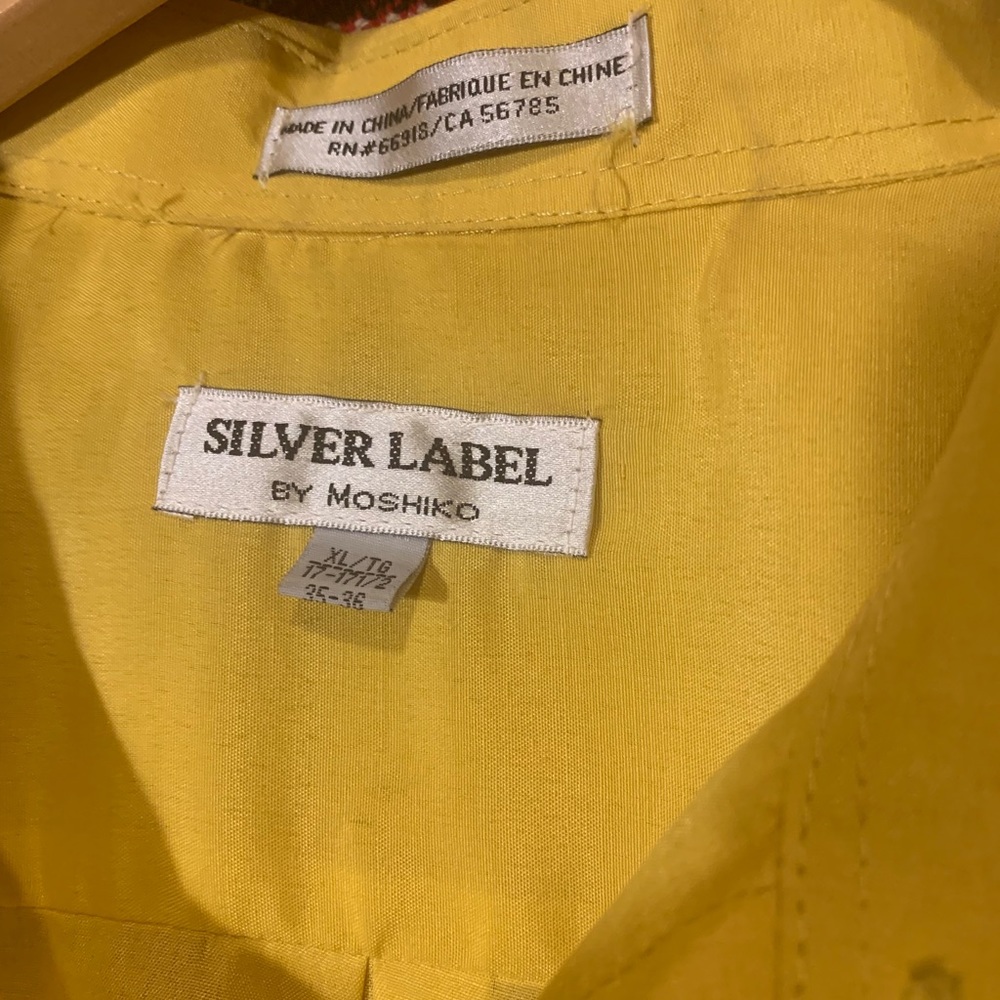 MADE IN CHINA/FABRIQUE EN CHINE
RN#66918/CA 56785
SILVER LABEL
BY MOSHIKO
XL/TG
17-17 1/2
35-36